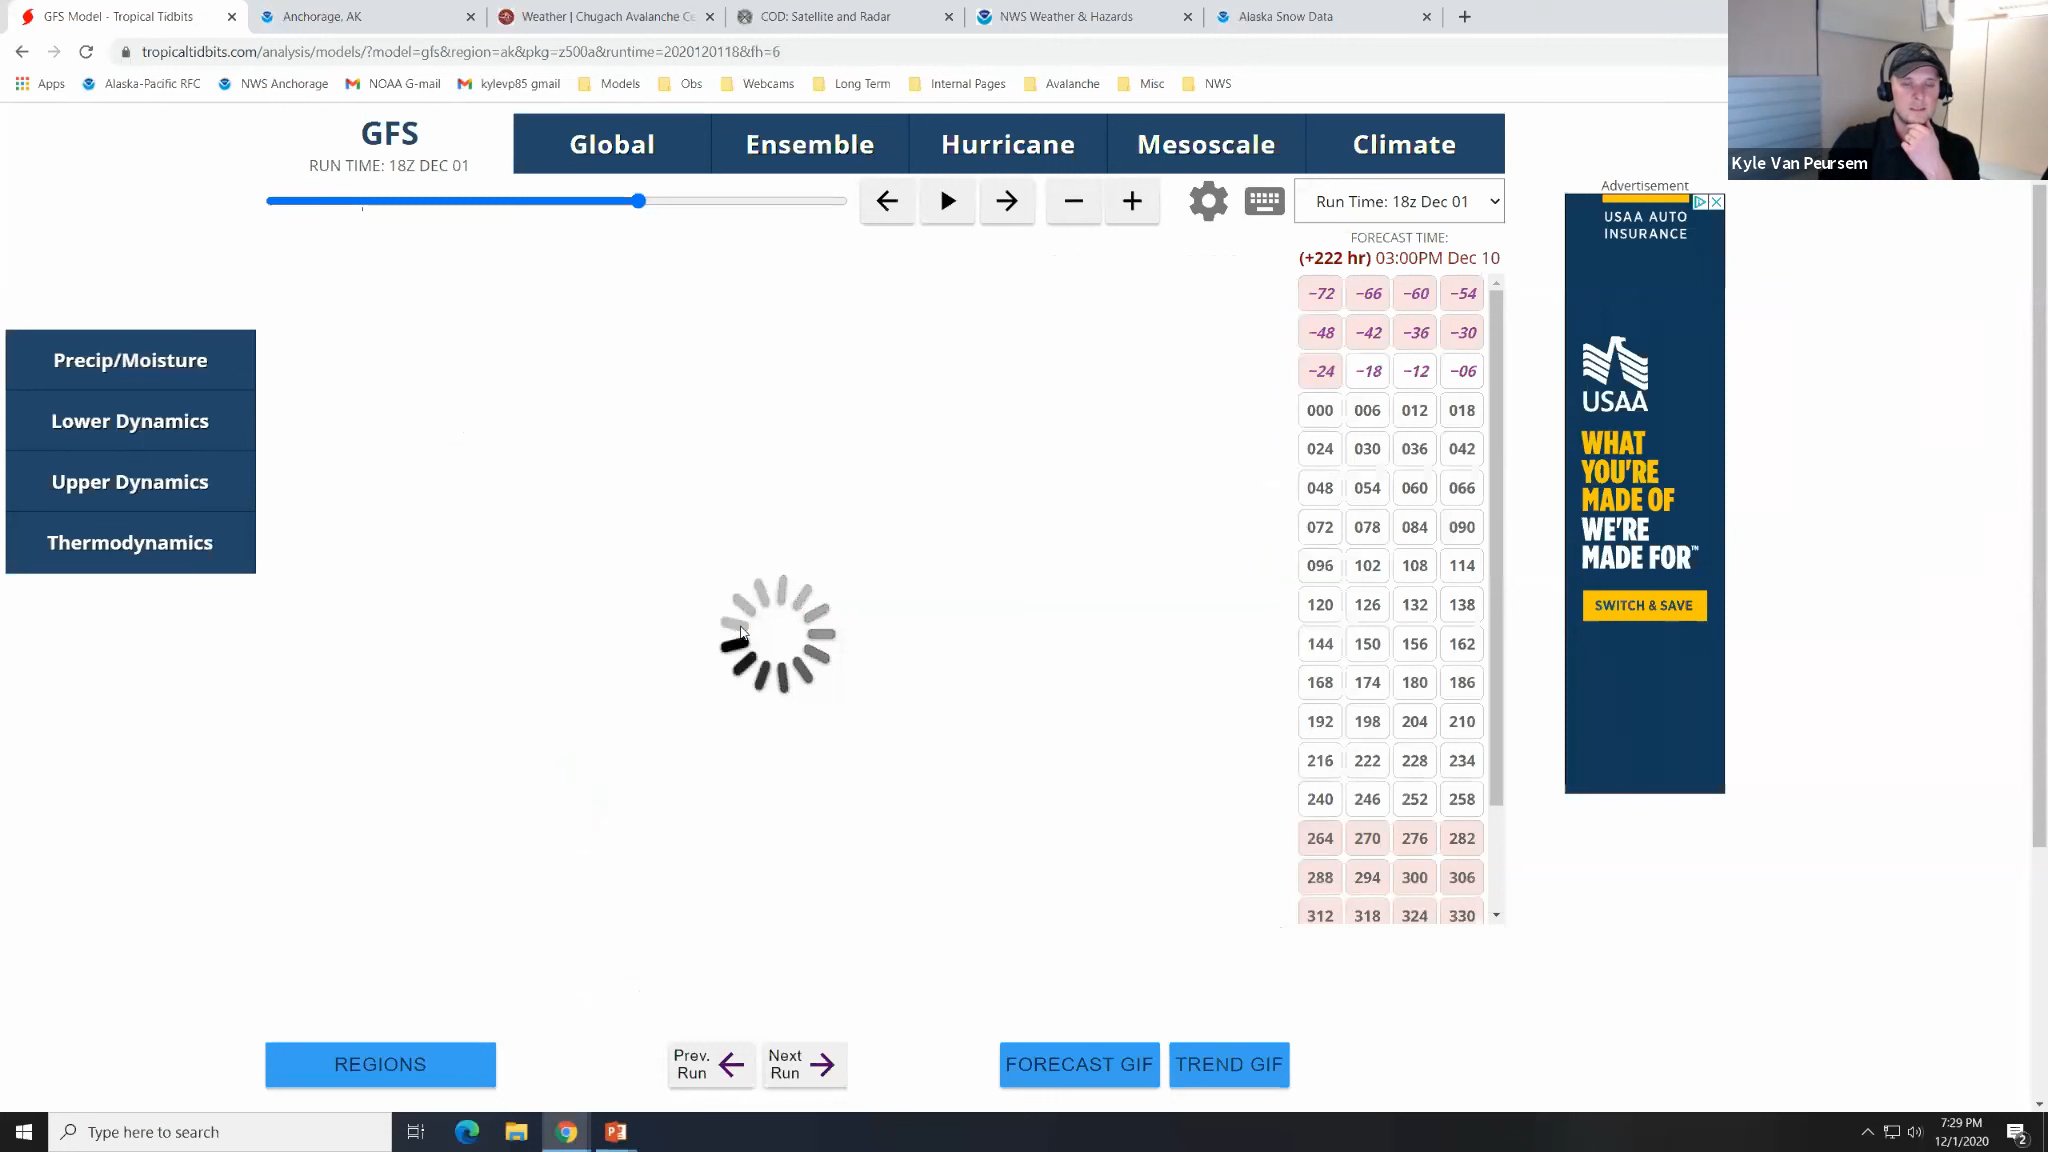 GFS Model - Tropical Tidbits
Anchorage, AK
Weather | Chugach Avalanche Ce
COD: Satellite and Radar
NWS Weather & Hazards
Alaska Snow Data
tropicaltidbits.com/analysis/models/?model=gfs&region=ak&pkg=z500a&runtime=2020120118&fh=6
Apps
Alaska-Pacific RFC
NWS Anchorage
NOAA G-mail
kylevp85 gmail
Models
Obs
Webcams
Long Term
Internal Pages
Avalanche
Misc
NWS
Kyle Van Peursem
GFS
RUN TIME: 18Z DEC 01
Global
Ensemble
Hurricane
Mesoscale
Climate
Run Time: 18z Dec 01
FORECAST TIME:
(+222 hr) 03:00PM Dec 10
−72 −66 −60 −54
−48 −42 −36 −30
−24 −18 −12 −06
000 006 012 018
024 030 036 042
048 054 060 066
072 078 084 090
096 102 108 114
120 126 132 138
144 150 156 162
168 174 180 186
192 198 204 210
216 222 228 234
240 246 252 258
264 270 276 282
288 294 300 306
312 318 324 330
Precip/Moisture
Lower Dynamics
Upper Dynamics
Thermodynamics
Advertisement
USAA AUTO
INSURANCE
USAA
WHAT
YOU'RE
MADE OF
WE'RE
MADE FOR™
SWITCH & SAVE
REGIONS
Prev.
Run
Next
Run
FORECAST GIF
TREND GIF
Type here to search
7:29 PM
12/1/2020
2